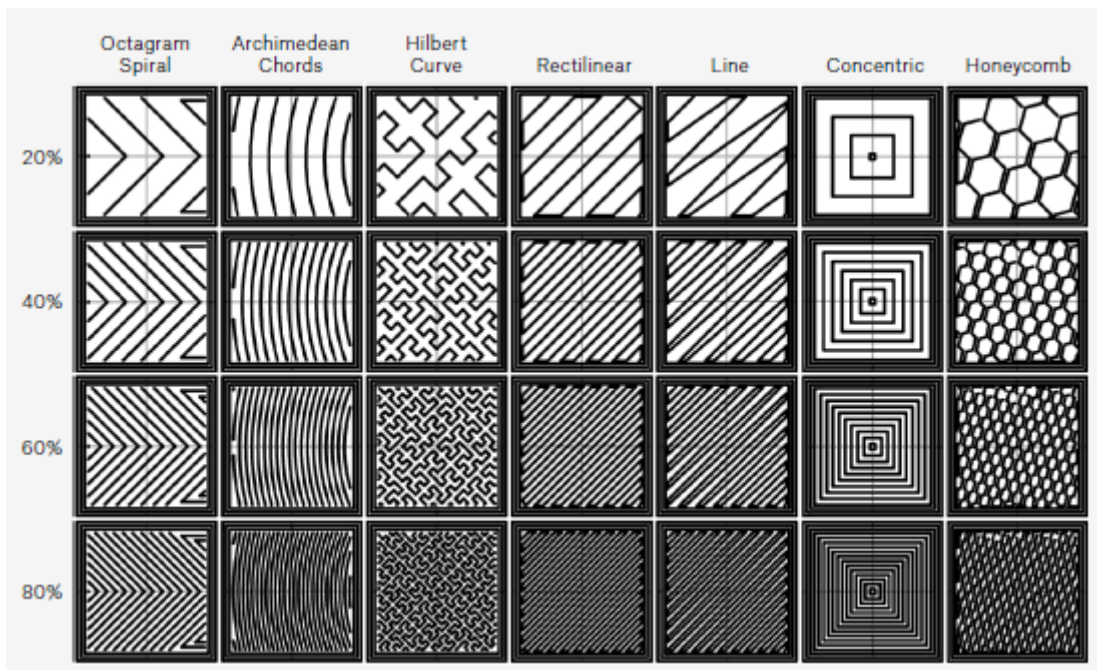 Octagram Spiral
Archimedean Chords
Hilbert Curve
Rectilinear
Line
Concentric
Honeycomb
20%
40%
60%
80%